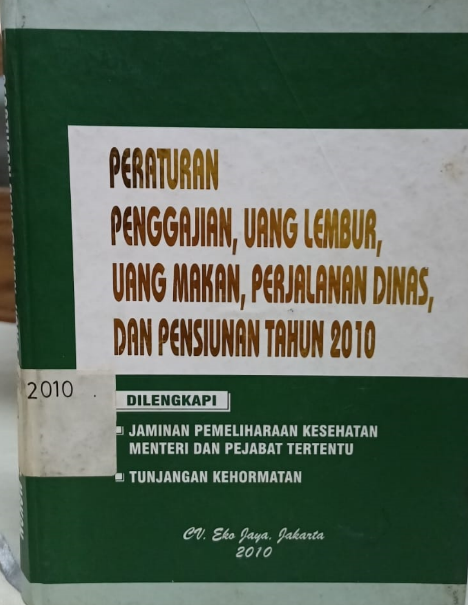 PERATURAN
PENGGAJIAN, UANG LEMBUR,
UANG MAKAN, PERJALANAN DINAS,
DAN PENSIUNAN TAHUN 2010
2010
DILENGKAPI
JAMINAN PEMELIHARAAN KESEHATAN
MENTERI DAN PEJABAT TERTENTU
TUNJANGAN KEHORMATAN
CV. Eko Jaya, Jakarta
2010